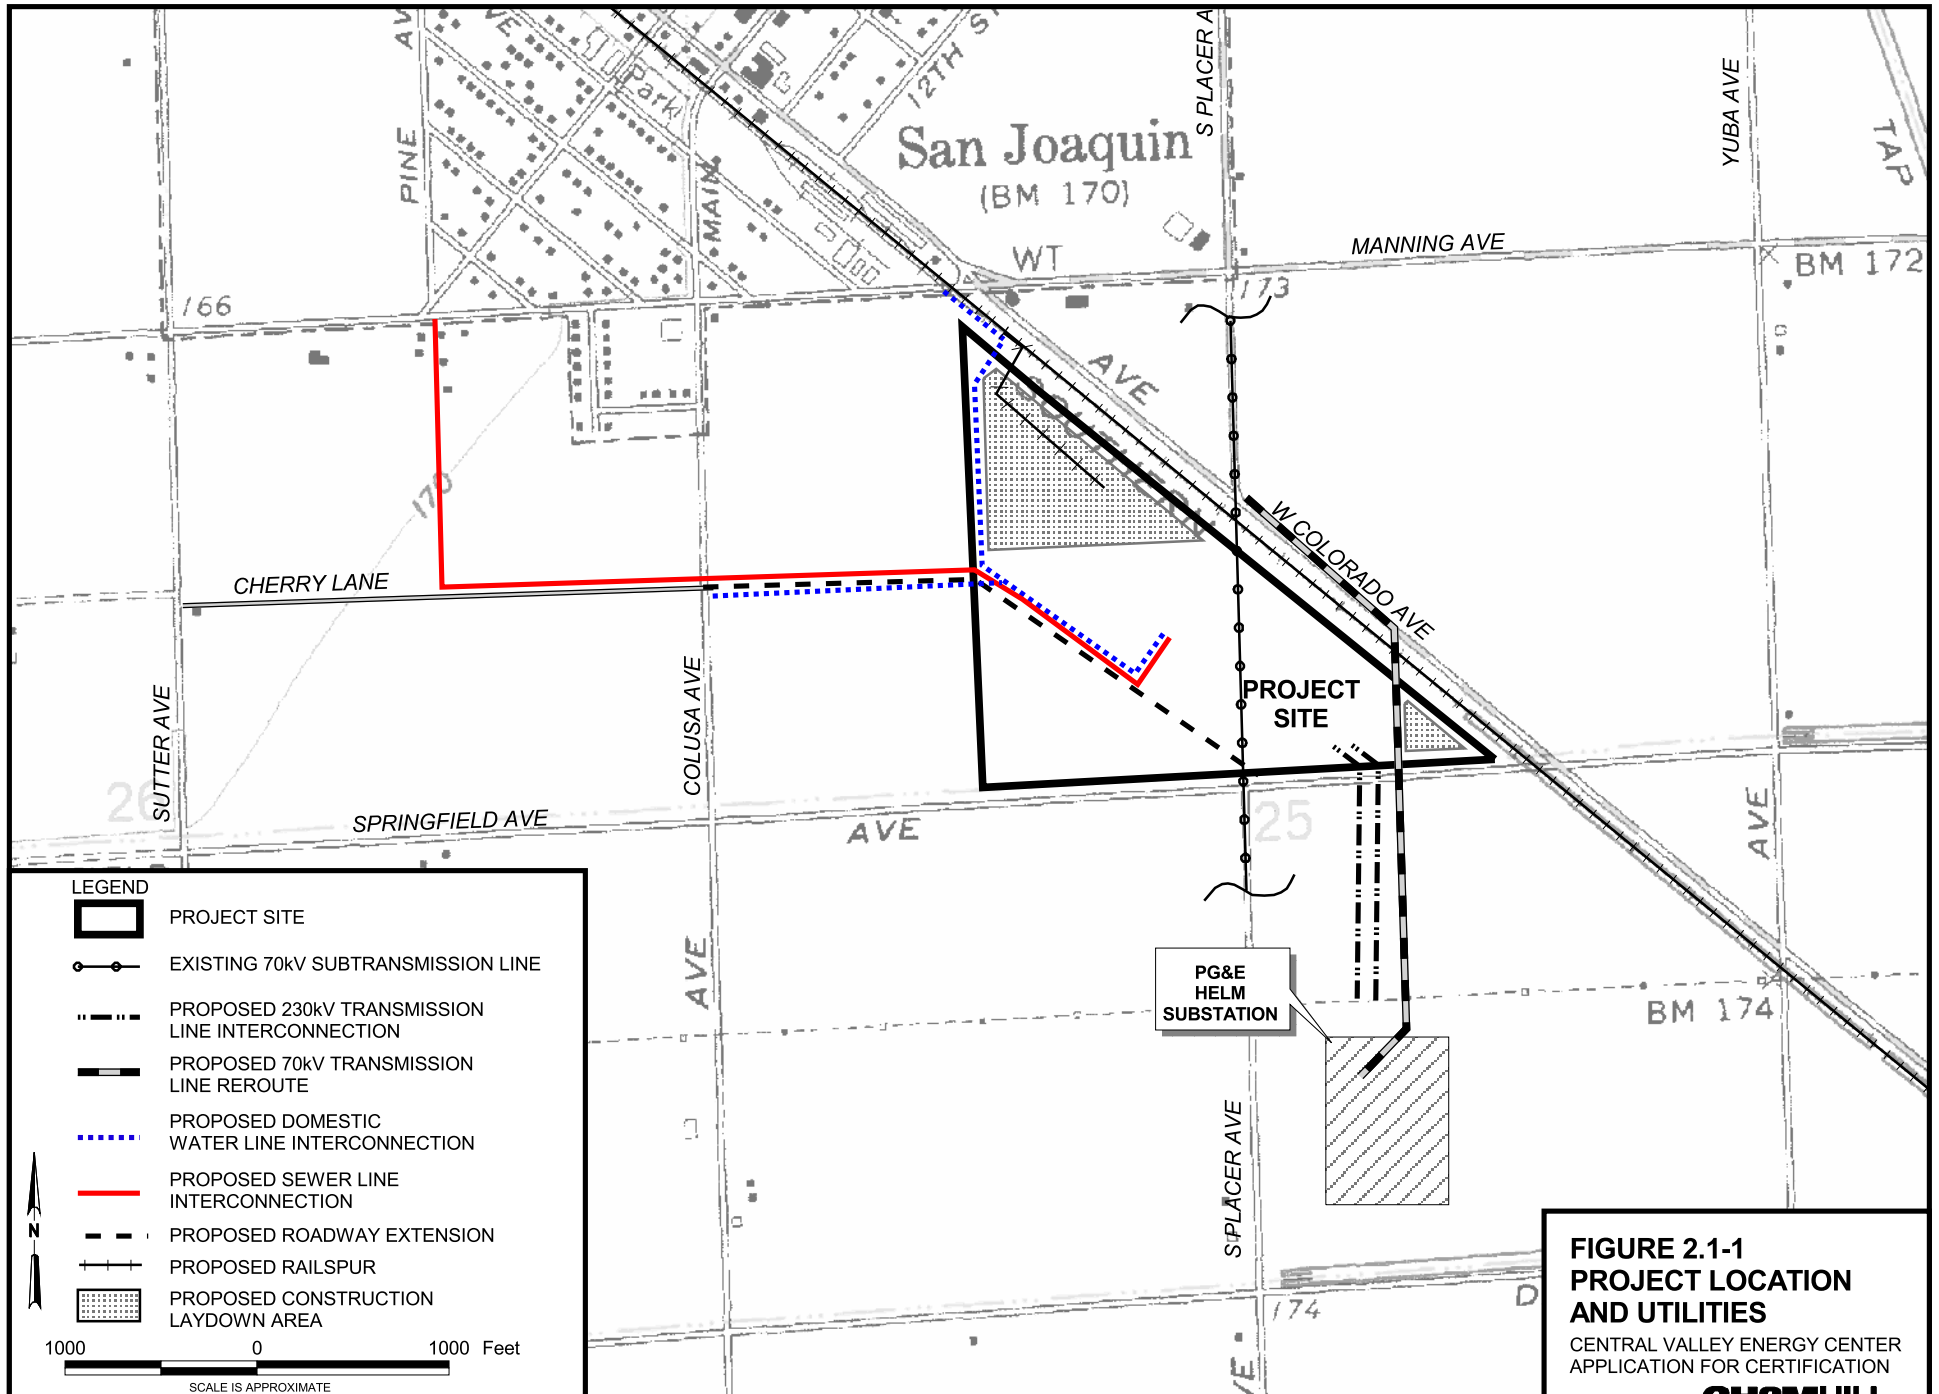 AV
VE
Park
12TH S
San Joaquin
(BM 170)
S PLACER A
YUBA AVE
TAP
PINE
MAIN
WT
MANNING AVE
BM 172
166
173
AVE
170
W COLORADO AVE
CHERRY LANE
SUTTER AVE
COLUSA AVE
PROJECT
SITE
26
SPRINGFIELD AVE
AVE
25
AVE
AVE
PG&E
HELM
SUBSTATION
BM 174
S PLACER AVE
174
D
VE
LEGEND
PROJECT SITE
EXISTING 70kV SUBTRANSMISSION LINE
PROPOSED 230kV TRANSMISSION
LINE INTERCONNECTION
PROPOSED 70kV TRANSMISSION
LINE REROUTE
PROPOSED DOMESTIC
WATER LINE INTERCONNECTION
PROPOSED SEWER LINE
INTERCONNECTION
PROPOSED ROADWAY EXTENSION
PROPOSED RAILSPUR
PROPOSED CONSTRUCTION
LAYDOWN AREA
N
1000 0 1000 Feet
SCALE IS APPROXIMATE
FIGURE 2.1-1
PROJECT LOCATION
AND UTILITIES
CENTRAL VALLEY ENERGY CENTER
APPLICATION FOR CERTIFICATION